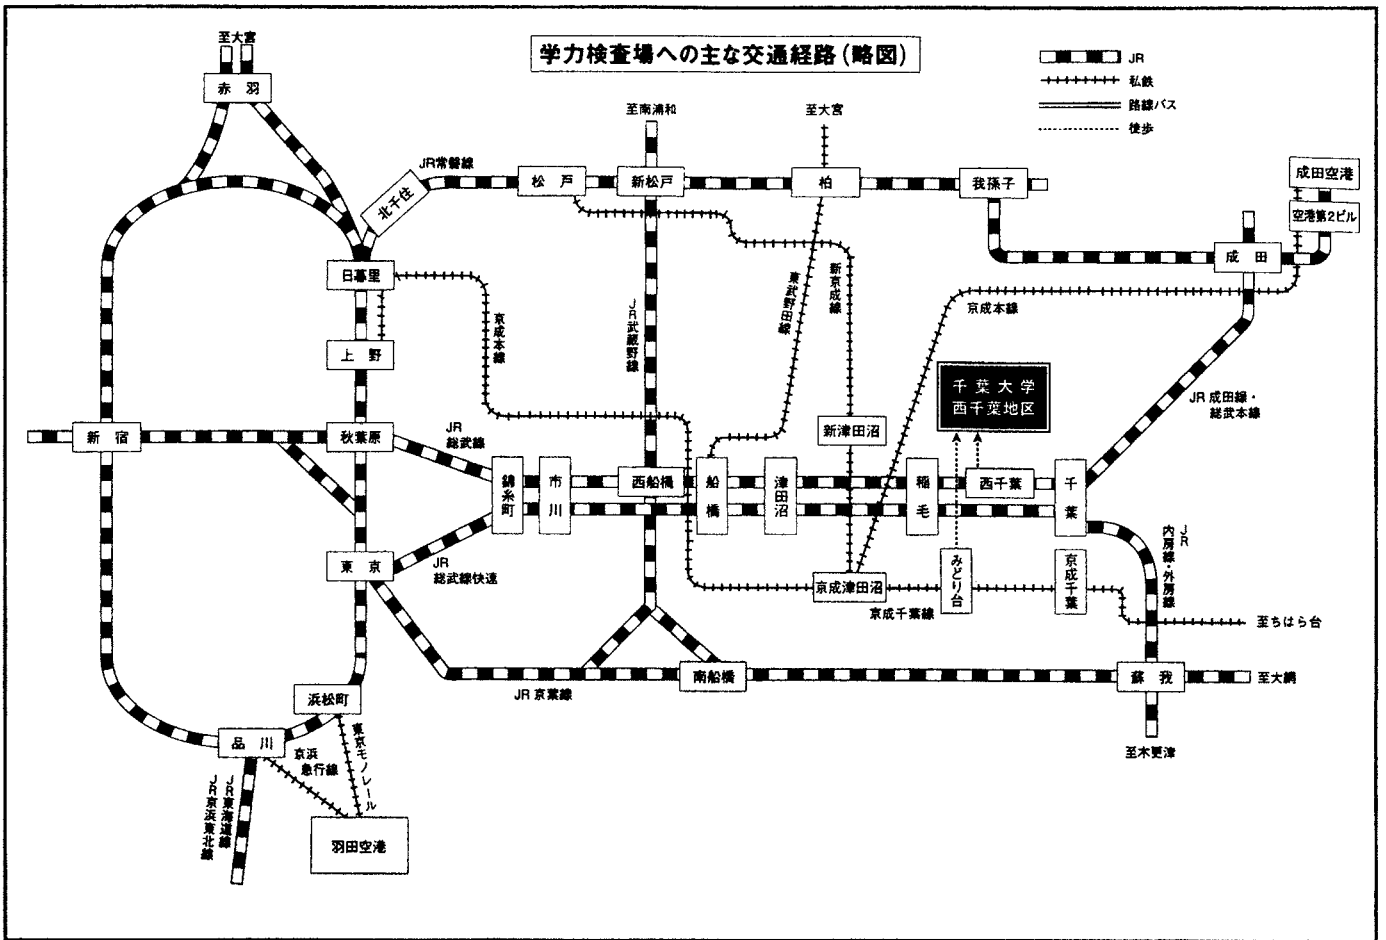 学力検査場への主な交通経路(略図)
JR
私鉄
路線バス
徒歩
至大宮
赤羽
至南浦和
至大宮
JR常磐線
北千住
松戸
新松戸
柏
我孫子
成田空港
空港第2ビル
成田
日暮里
上野
京成本線
JR武蔵野線
東武野田線
新京成線
京成本線
千葉大学
西千葉地区
JR成田線・
総武本線
新宿
秋葉原
JR
総武線
錦糸町
市川
西船橋
船橋
津田沼
新津田沼
稲毛
西千葉
千葉
東京
JR
総武線快速
京成津田沼
京成千葉線
みどり台
京成千葉
JR
内房線・外房線
至ちはら台
JR京葉線
南船橋
蘇我
至大網
至木更津
浜松町
品川
京浜
急行線
東京モノレール
JR東海道線
JR京浜東北線
羽田空港